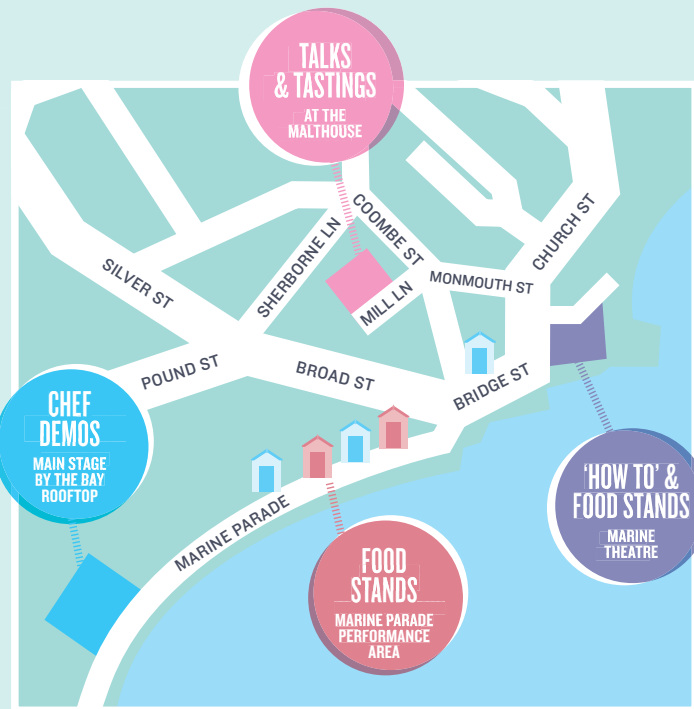 TALKS
& TASTINGS
AT THE
MALTHOUSE
COOMBE ST
CHURCH ST
SHERBORNE LN
SILVER ST
MILL LN
MONMOUTH ST
POUND ST
BROAD ST
BRIDGE ST
CHEF
DEMOS
MAIN STAGE
BY THE BAY
ROOFTOP
MARINE PARADE
'HOW TO' &
FOOD STANDS
MARINE
THEATRE
FOOD
STANDS
MARINE PARADE
PERFORMANCE
AREA